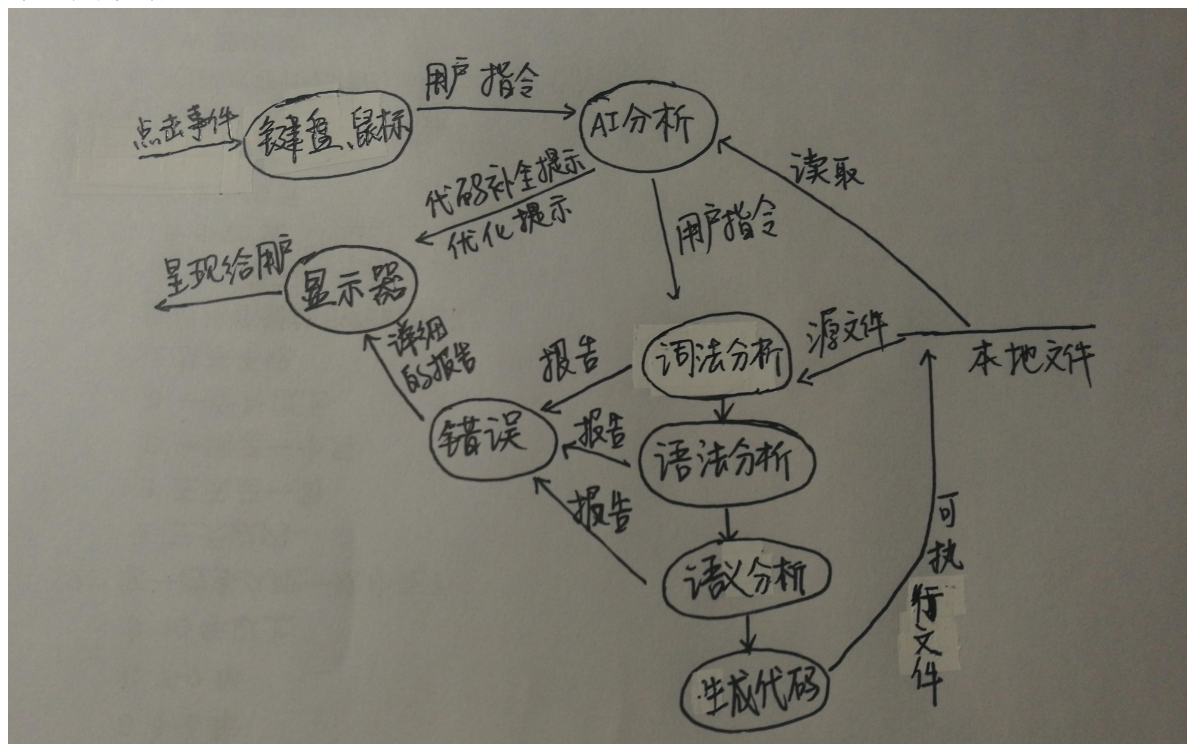 用户指令
点击事件
键盘、鼠标
AI分析
代码补全提示
优化提示
读取
用户指令
呈现给用户
显示器
详细
的报告
报告
词法分析
源文件
本地文件
错误
报告
语法分析
报告
语义分析
可执行文件
生成代码